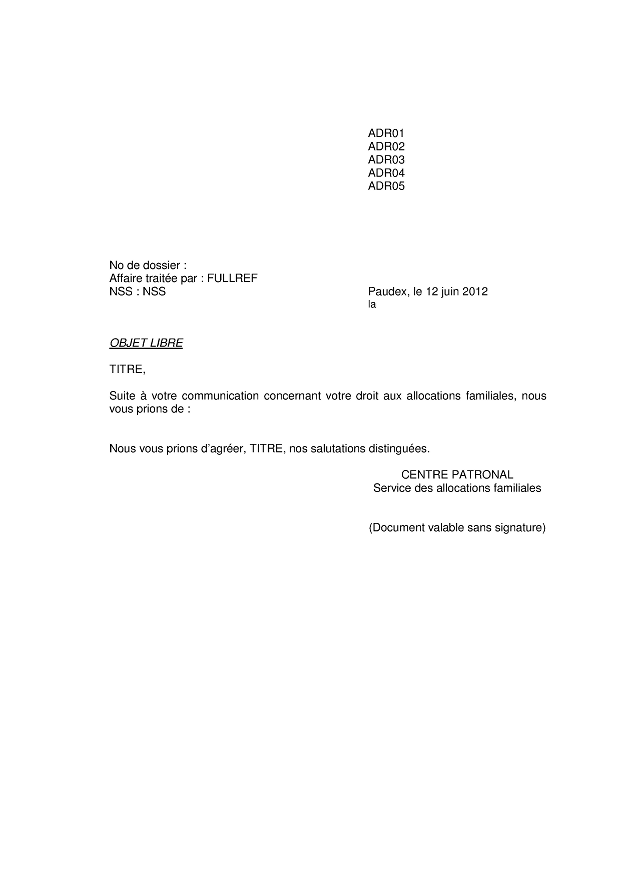 ADR01
ADR02
ADR03
ADR04
ADR05
No de dossier :
Affaire traitée par : FULLREF
NSS : NSS
Paudex, le 12 juin 2012
la
OBJET LIBRE
TITRE,
Suite à votre communication concernant votre droit aux allocations familiales, nous
vous prions de :
Nous vous prions d'agréer, TITRE, nos salutations distinguées.
CENTRE PATRONAL
Service des allocations familiales
(Document valable sans signature)